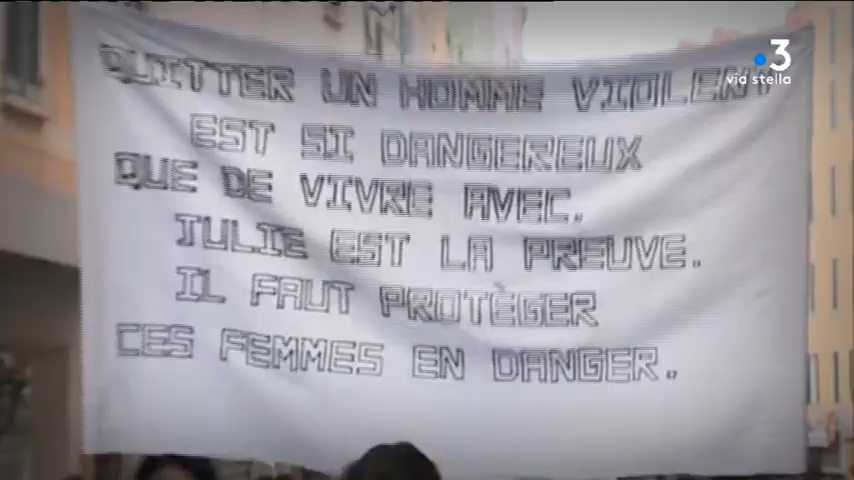 3
via stella
QUITTER UN HOMME VIOLENT
EST SI DANGEREUX
QUE DE VIVRE AVEC.
JULIE EST LA PREUVE.
IL FAUT PROTÈGER
CES FEMMES EN DANGER.